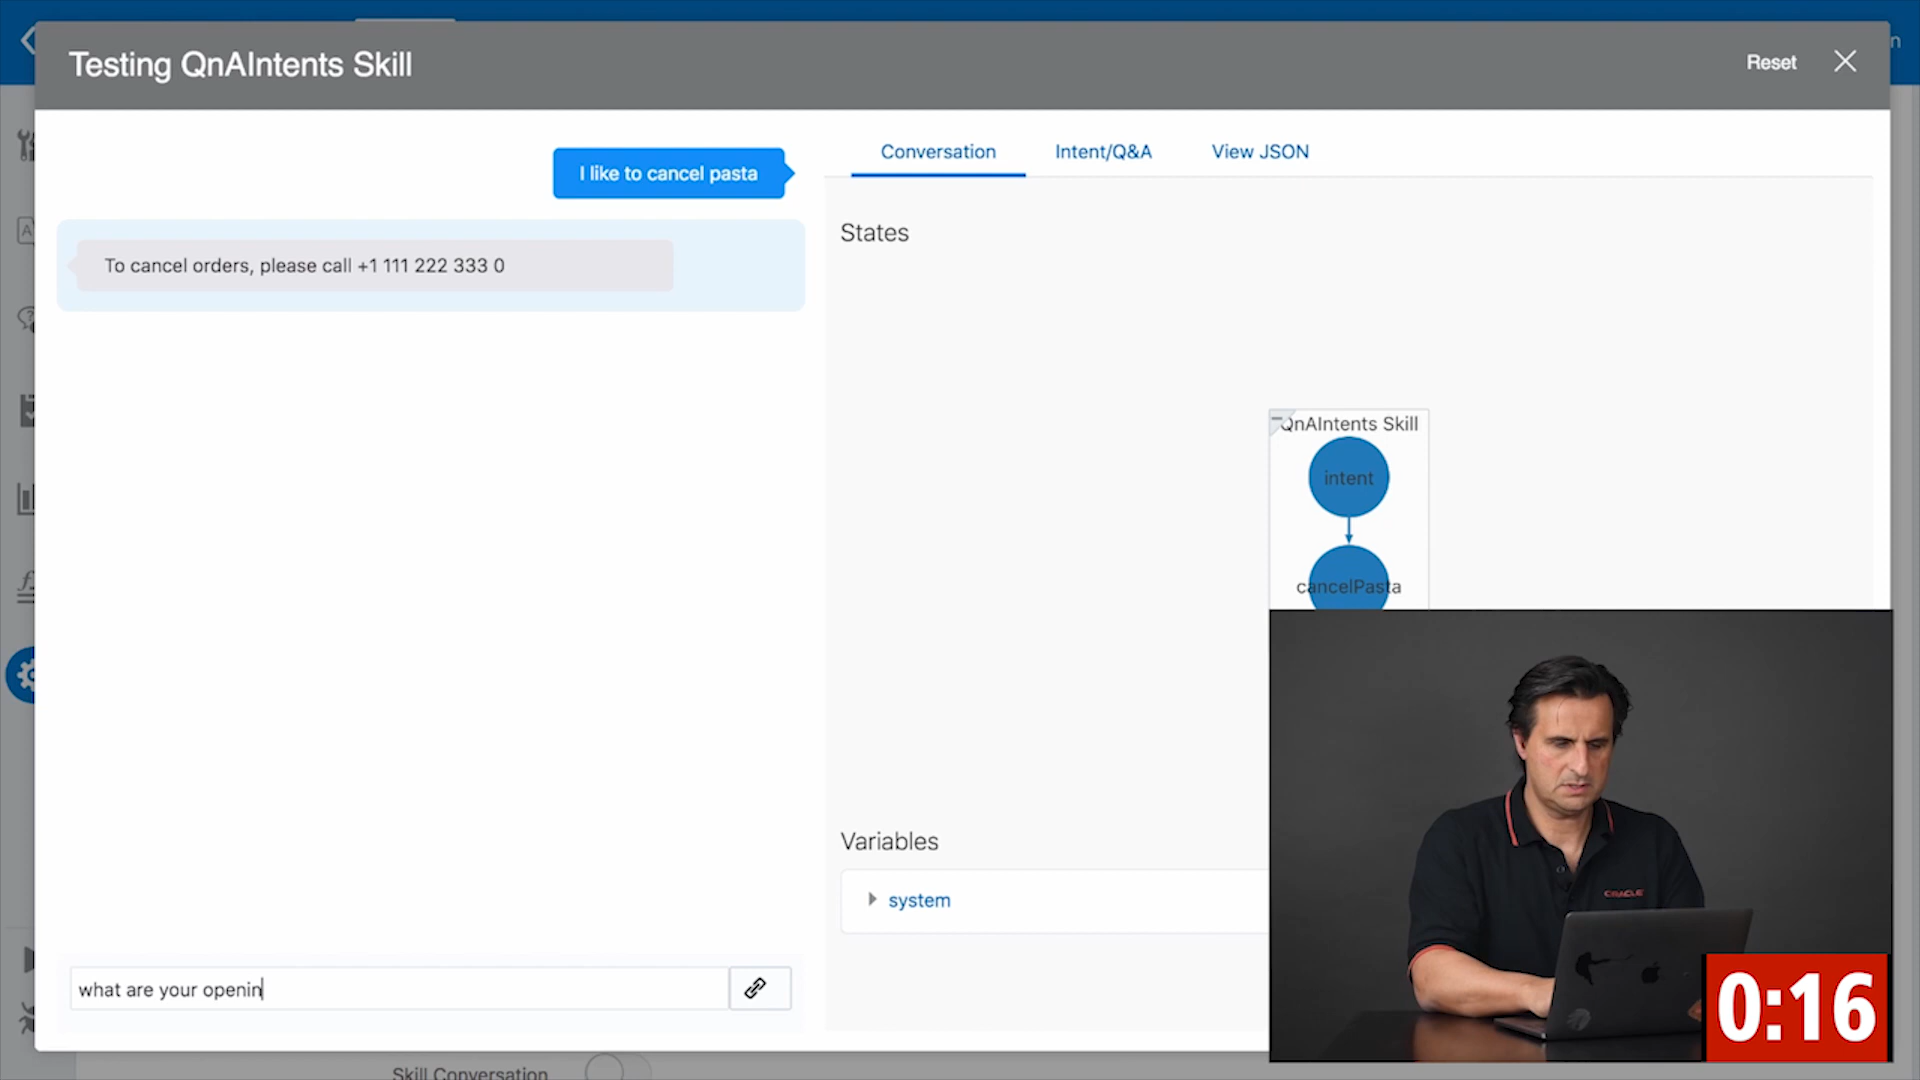 Testing QnAIntents Skill
Reset
I like to cancel pasta
To cancel orders, please call +1 111 222 333 0
what are your openin
Conversation
Intent/Q&A
View JSON
States
QnAIntents Skill
intent
cancelPasta
Variables
system
ORACLE
0:16
Skill Conversation